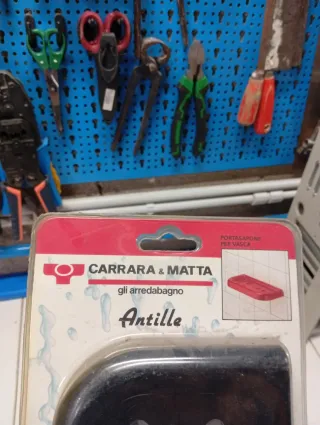 PORTASAPONE
PER VASCA
CARRARA & MATTA
gli arredabagno
Antille